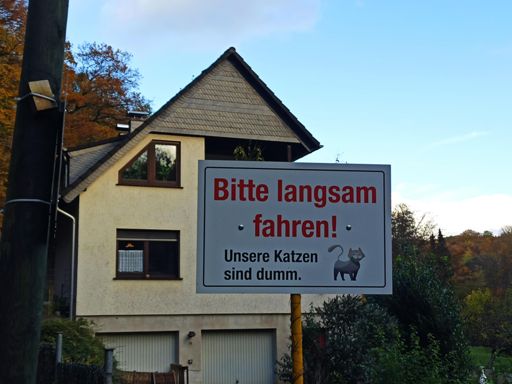 Bitte langsam
fahren!
Unsere Katzen
sind dumm.